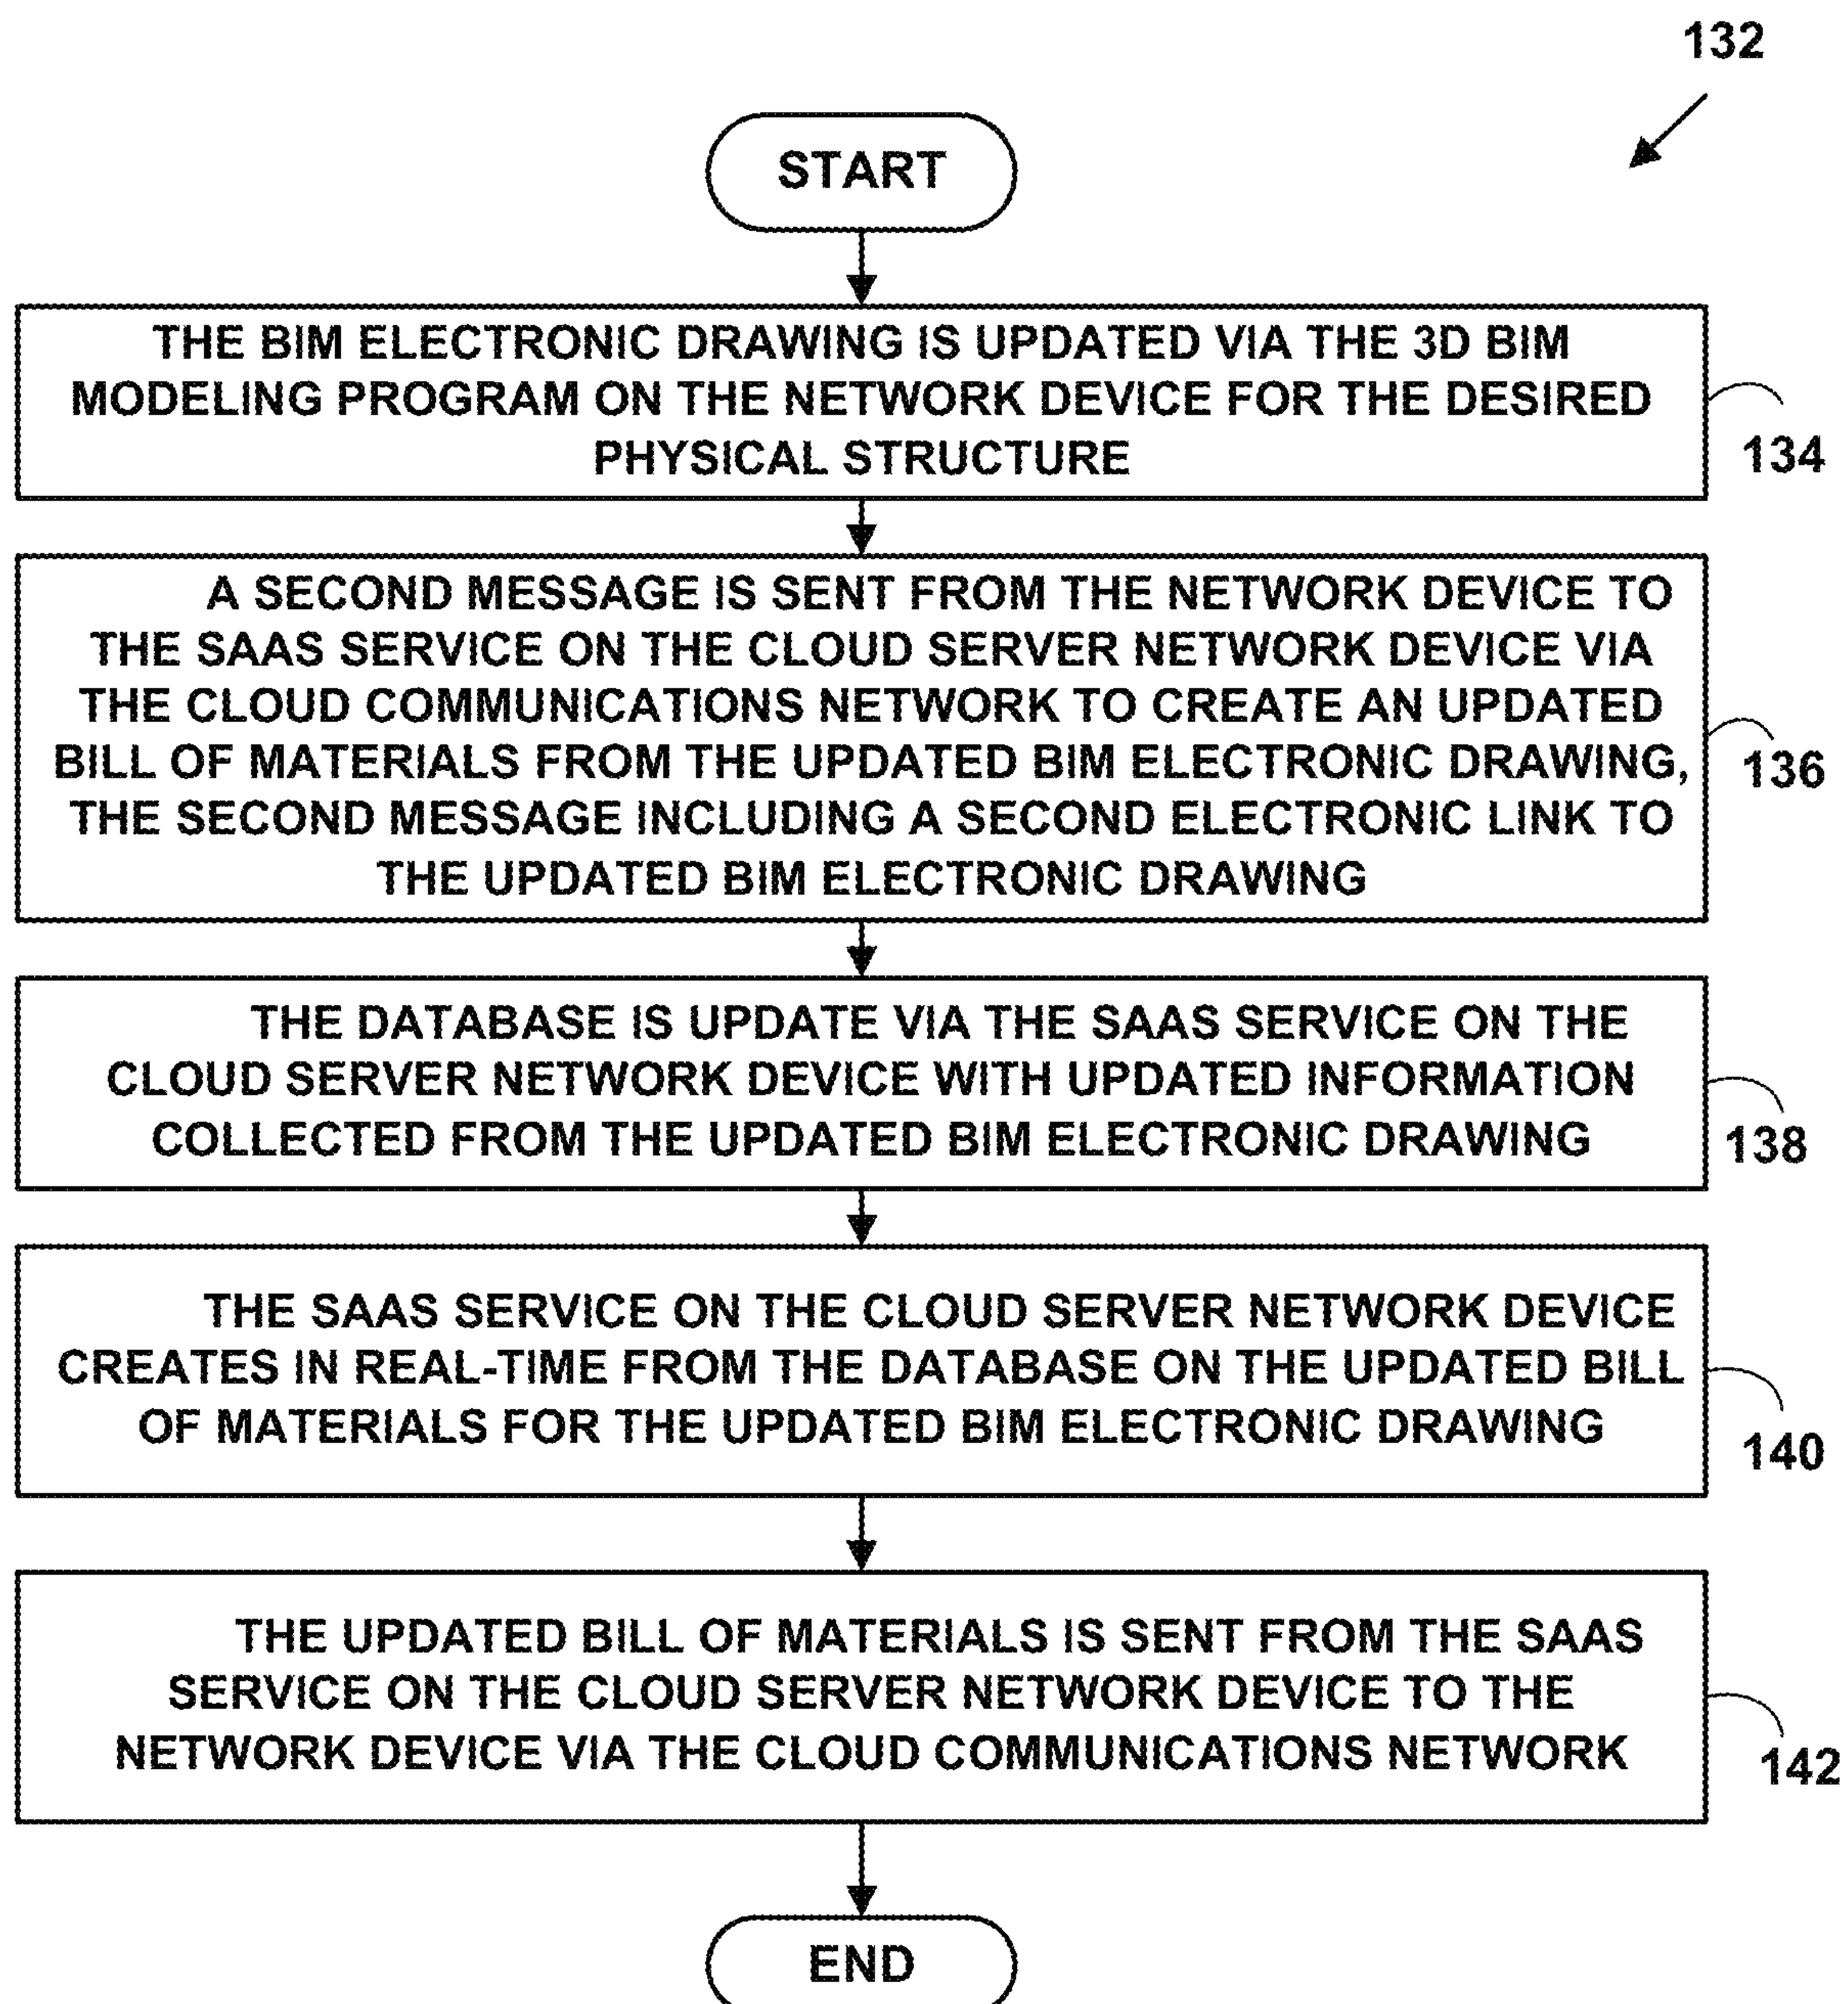 132
START
THE BIM ELECTRONIC DRAWING IS UPDATED VIA THE 3D BIM
MODELING PROGRAM ON THE NETWORK DEVICE FOR THE DESIRED
PHYSICAL STRUCTURE
134
A SECOND MESSAGE IS SENT FROM THE NETWORK DEVICE TO
THE SAAS SERVICE ON THE CLOUD SERVER NETWORK DEVICE VIA
THE CLOUD COMMUNICATIONS NETWORK TO CREATE AN UPDATED
BILL OF MATERIALS FROM THE UPDATED BIM ELECTRONIC DRAWING,
THE SECOND MESSAGE INCLUDING A SECOND ELECTRONIC LINK TO
THE UPDATED BIM ELECTRONIC DRAWING
136
THE DATABASE IS UPDATE VIA THE SAAS SERVICE ON THE
CLOUD SERVER NETWORK DEVICE WITH UPDATED INFORMATION
COLLECTED FROM THE UPDATED BIM ELECTRONIC DRAWING
138
THE SAAS SERVICE ON THE CLOUD SERVER NETWORK DEVICE
CREATES IN REAL-TIME FROM THE DATABASE ON THE UPDATED BILL
OF MATERIALS FOR THE UPDATED BIM ELECTRONIC DRAWING
140
THE UPDATED BILL OF MATERIALS IS SENT FROM THE SAAS
SERVICE ON THE CLOUD SERVER NETWORK DEVICE TO THE
NETWORK DEVICE VIA THE CLOUD COMMUNICATIONS NETWORK
142
END